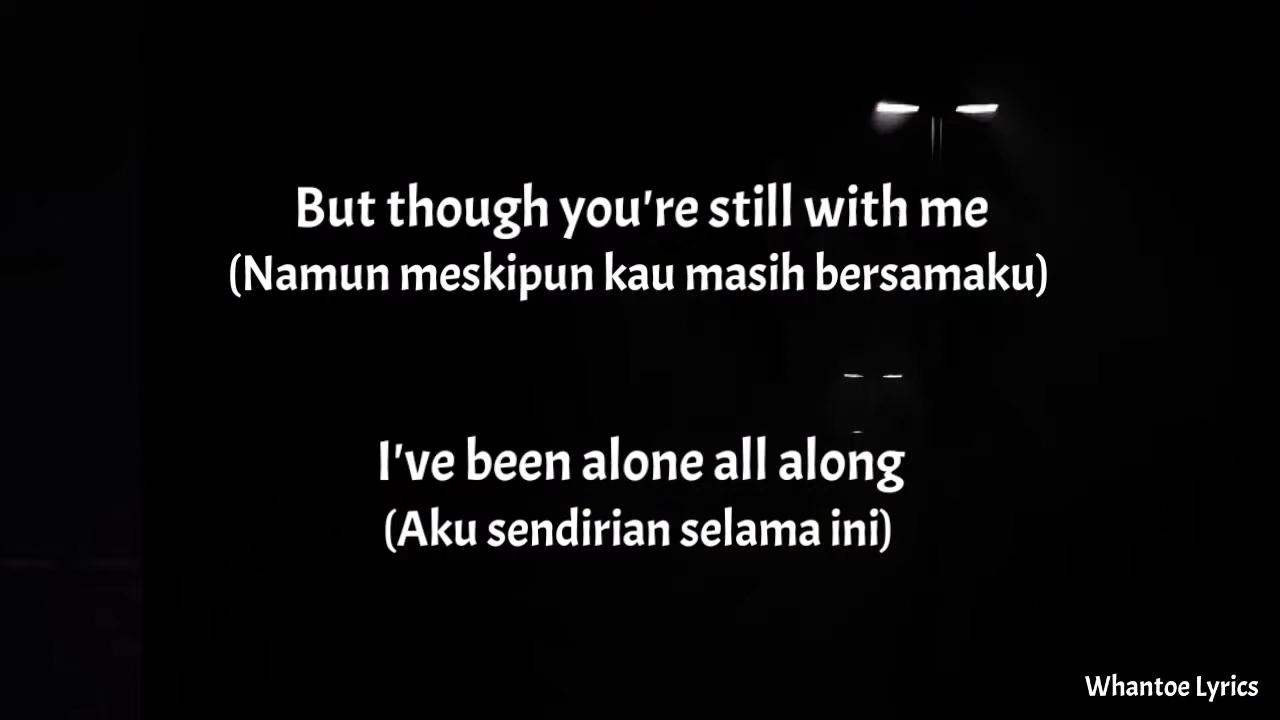 But though you're still with me
(Namun meskipun kau masih bersamaku)
I've been alone all along
(Aku sendirian selama ini)
Whantoe Lyrics